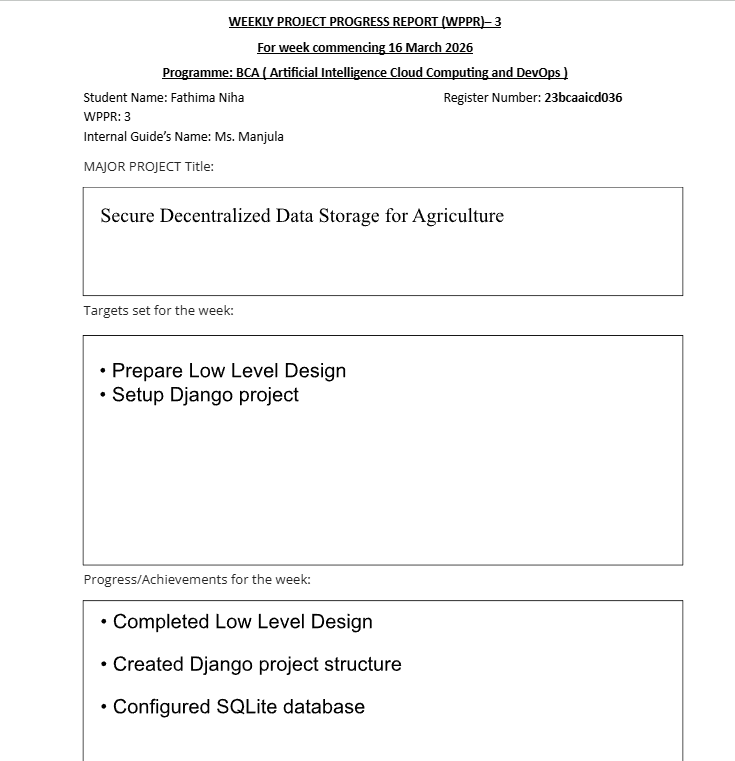 WEEKLY PROJECT PROGRESS REPORT (WPPR)– 3
For week commencing 16 March 2026
Programme: BCA ( Artificial Intelligence Cloud Computing and DevOps )
Student Name: Fathima Niha Register Number: 23bcaaicd036
WPPR: 3
Internal Guide’s Name: Ms. Manjula
MAJOR PROJECT Title:
Secure Decentralized Data Storage for Agriculture
Targets set for the week:
• Prepare Low Level Design
• Setup Django project
Progress/Achievements for the week:
• Completed Low Level Design
• Created Django project structure
• Configured SQLite database